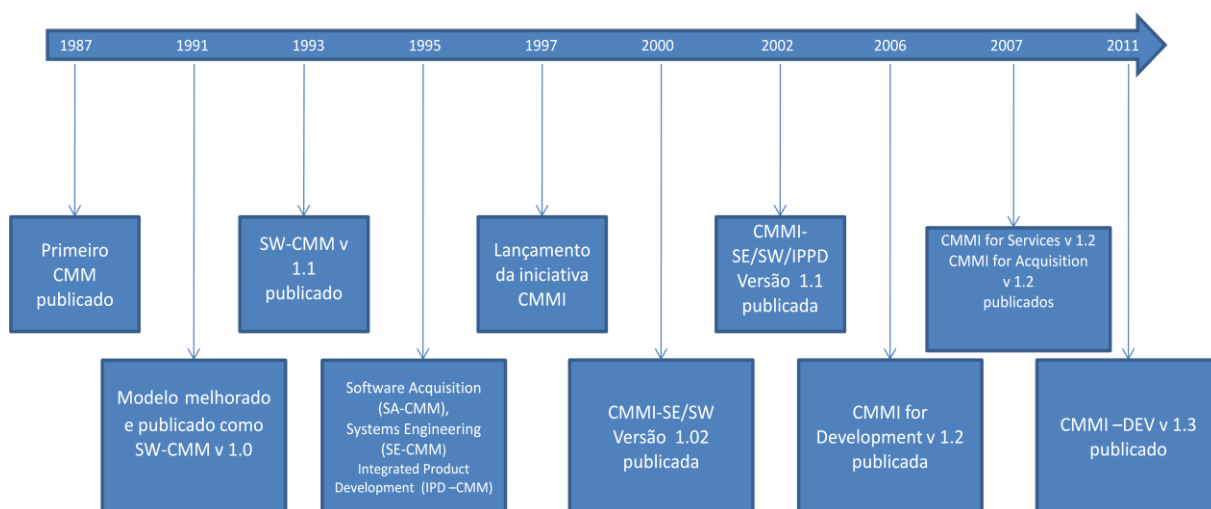 1987 1991 1993 1995 1997 2000 2002 2006 2007 2011
Primeiro
CMM
publicado
Modelo melhorado
e publicado como
SW-CMM v 1.0
SW-CMM v
1.1
publicado
Software Acquisition
(SA-CMM),
Systems Engineering
(SE-CMM)
Integrated Product
Development (IPD –CMM)
Lançamento
da iniciativa
CMMI
CMMI-SE/SW
Versão 1.02
publicada
CMMI-
SE/SW/IPPD
Versão 1.1
publicada
CMMI for
Development v 1.2
publicada
CMMI for Services v 1.2
CMMI for Acquisition
v 1.2
publicados
CMMI –DEV v 1.3
publicado